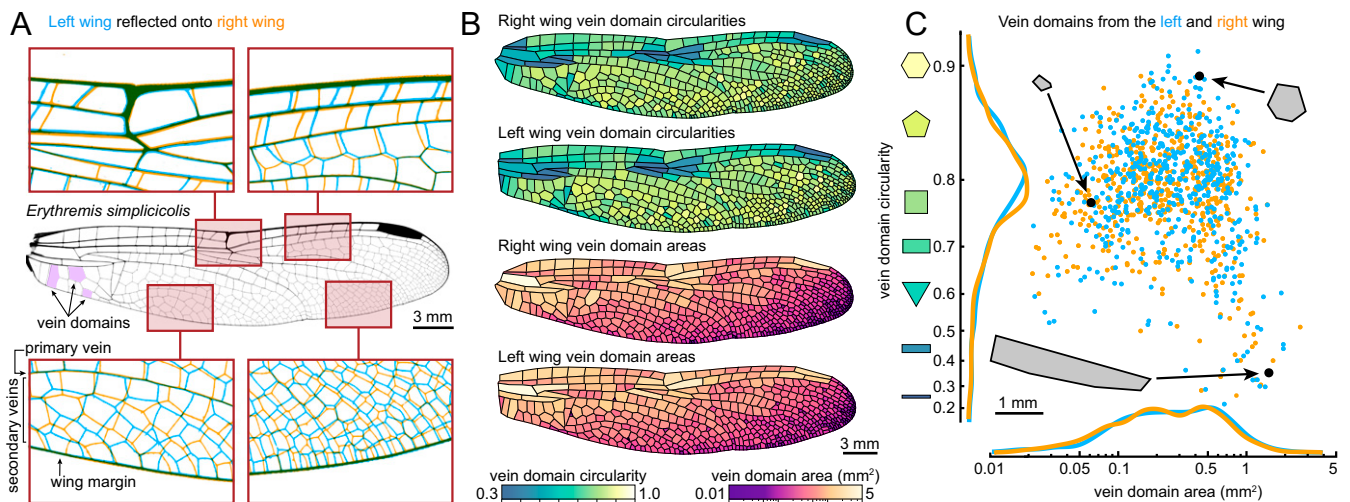 A
Left wing reflected onto right wing
Erythremis simplicicolis
vein domains
3 mm
primary vein
secondary veins
wing margin
B
Right wing vein domain circularities
Left wing vein domain circularities
Right wing vein domain areas
Left wing vein domain areas
3 mm
vein domain circularity
0.3 1.0
vein domain area (mm²)
0.01 5
C
Vein domains from the left and right wing
vein domain circularity
0.9
0.8
0.7
0.6
0.5
0.4
0.3
0.2
1 mm
0.01 0.05 0.1 0.5 1 5
vein domain area (mm²)